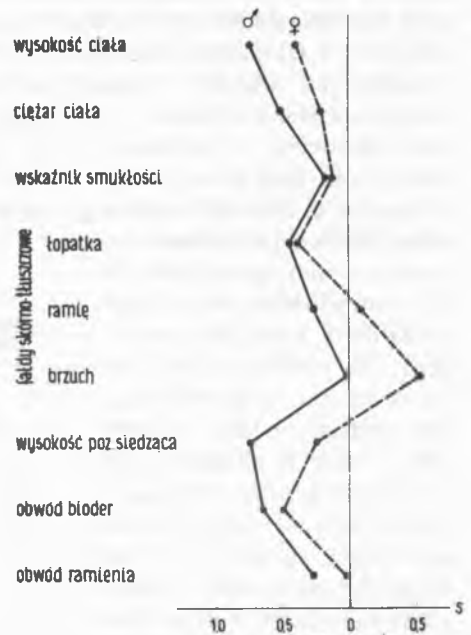 ♂ ♀
wysokość ciała
ciężar ciała
wskaźnik smukłości
fałdy skórno-tłuszczowe
łopatka
ramię
brzuch
wysokość poz. siedząca
obwód bioder
obwód ramienia
S
1,0 0,5 0 0,5